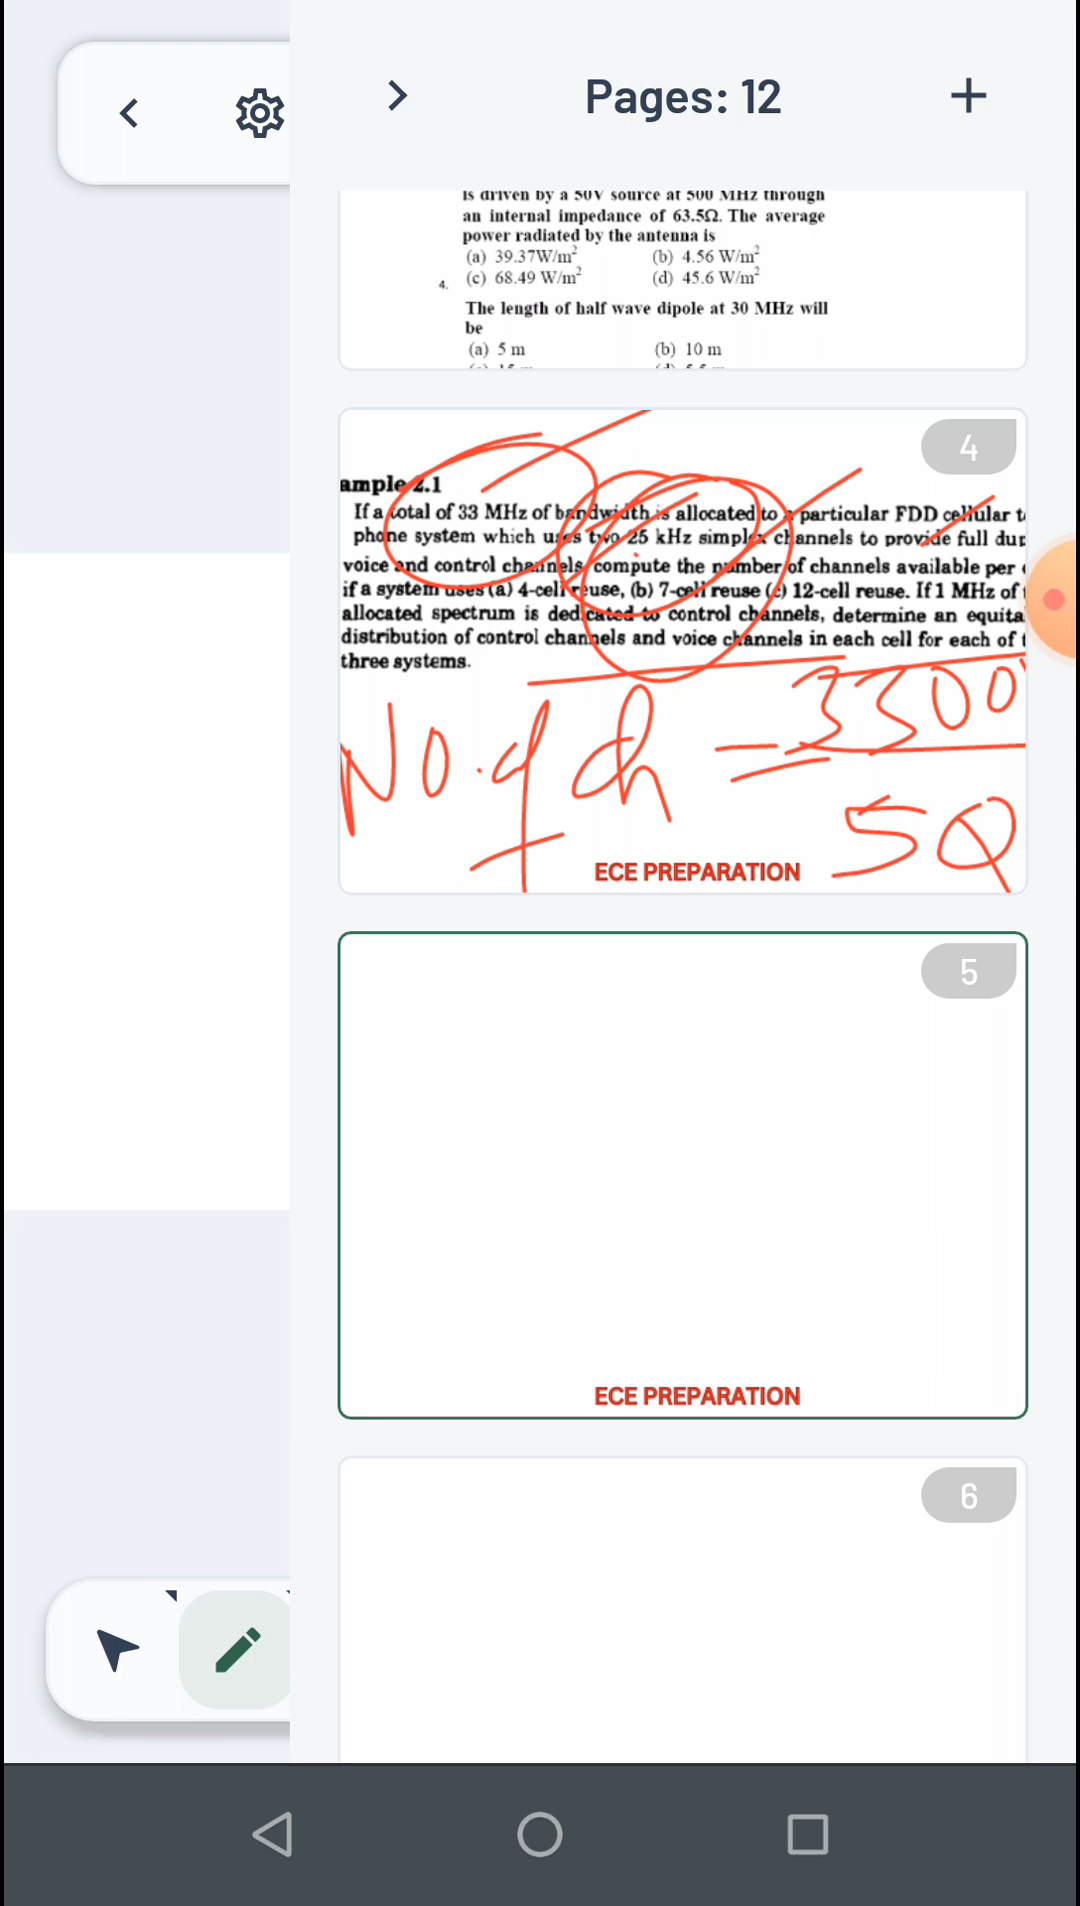 Pages: 12
is driven by a 50V source at 500 MHz through
an internal impedance of 63.5Ω. The average
power radiated by the antenna is
(a) 39.37W/m² (b) 4.56 W/m²
(c) 68.49 W/m² (d) 45.6 W/m²
4.
The length of half wave dipole at 30 MHz will
be
(a) 5 m (b) 10 m
4
ample 2.1
If a total of 33 MHz of bandwidth is allocated to a particular FDD cellular t
phone system which uses two 25 kHz simplex channels to provide full dup
voice and control channels, compute the number of channels available per
if a system uses (a) 4-cell reuse, (b) 7-cell reuse (c) 12-cell reuse. If 1 MHz of
allocated spectrum is dedicated to control channels, determine an equita
distribution of control channels and voice channels in each cell for each of t
three systems.
No. of ch = 3300
50
ECE PREPARATION
5
ECE PREPARATION
6